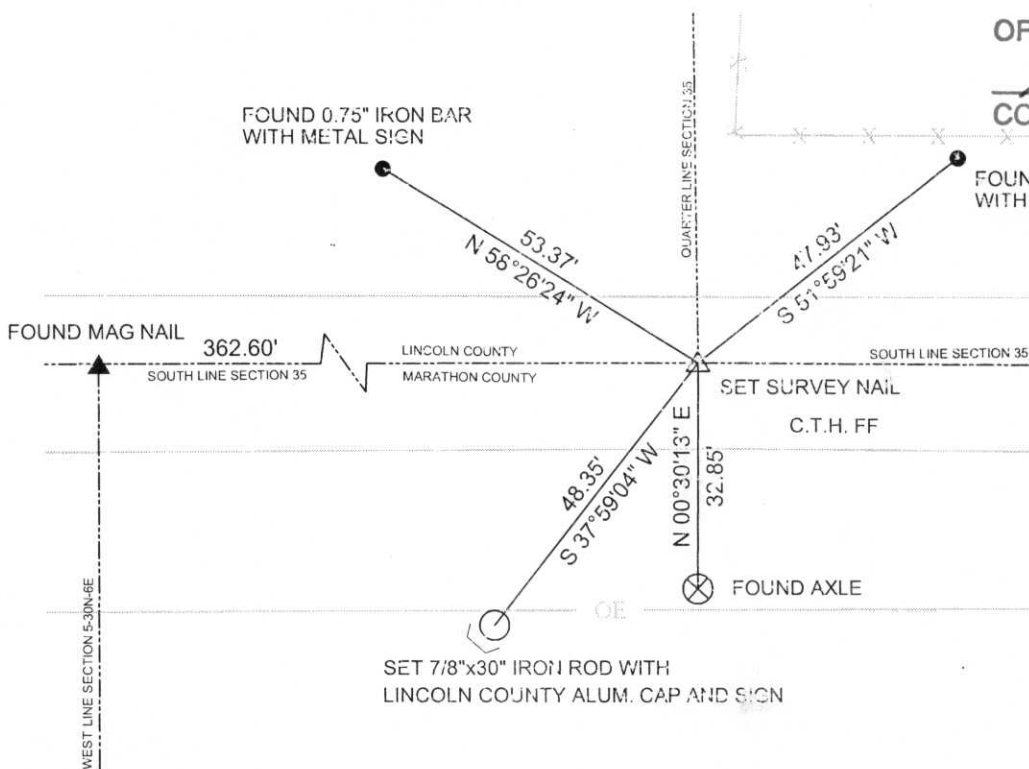 OF
FOUND 0.75" IRON BAR
WITH METAL SIGN
CO
QUARTER LINE SECTION 35
FOUN
WITH
53.37'
N 56°26'24" W
47.93'
S 51°59'21" W
FOUND MAG NAIL
362.60'
SOUTH LINE SECTION 35
LINCOLN COUNTY
MARATHON COUNTY
SOUTH LINE SECTION 35
SET SURVEY NAIL
C.T.H. FF
48.35'
S 37°59'04" W
N 00°30'13" E
32.85'
FOUND AXLE
OE
WEST LINE SECTION 5-30N-6E
SET 7/8"x30" IRON ROD WITH
LINCOLN COUNTY ALUM. CAP AND SIGN